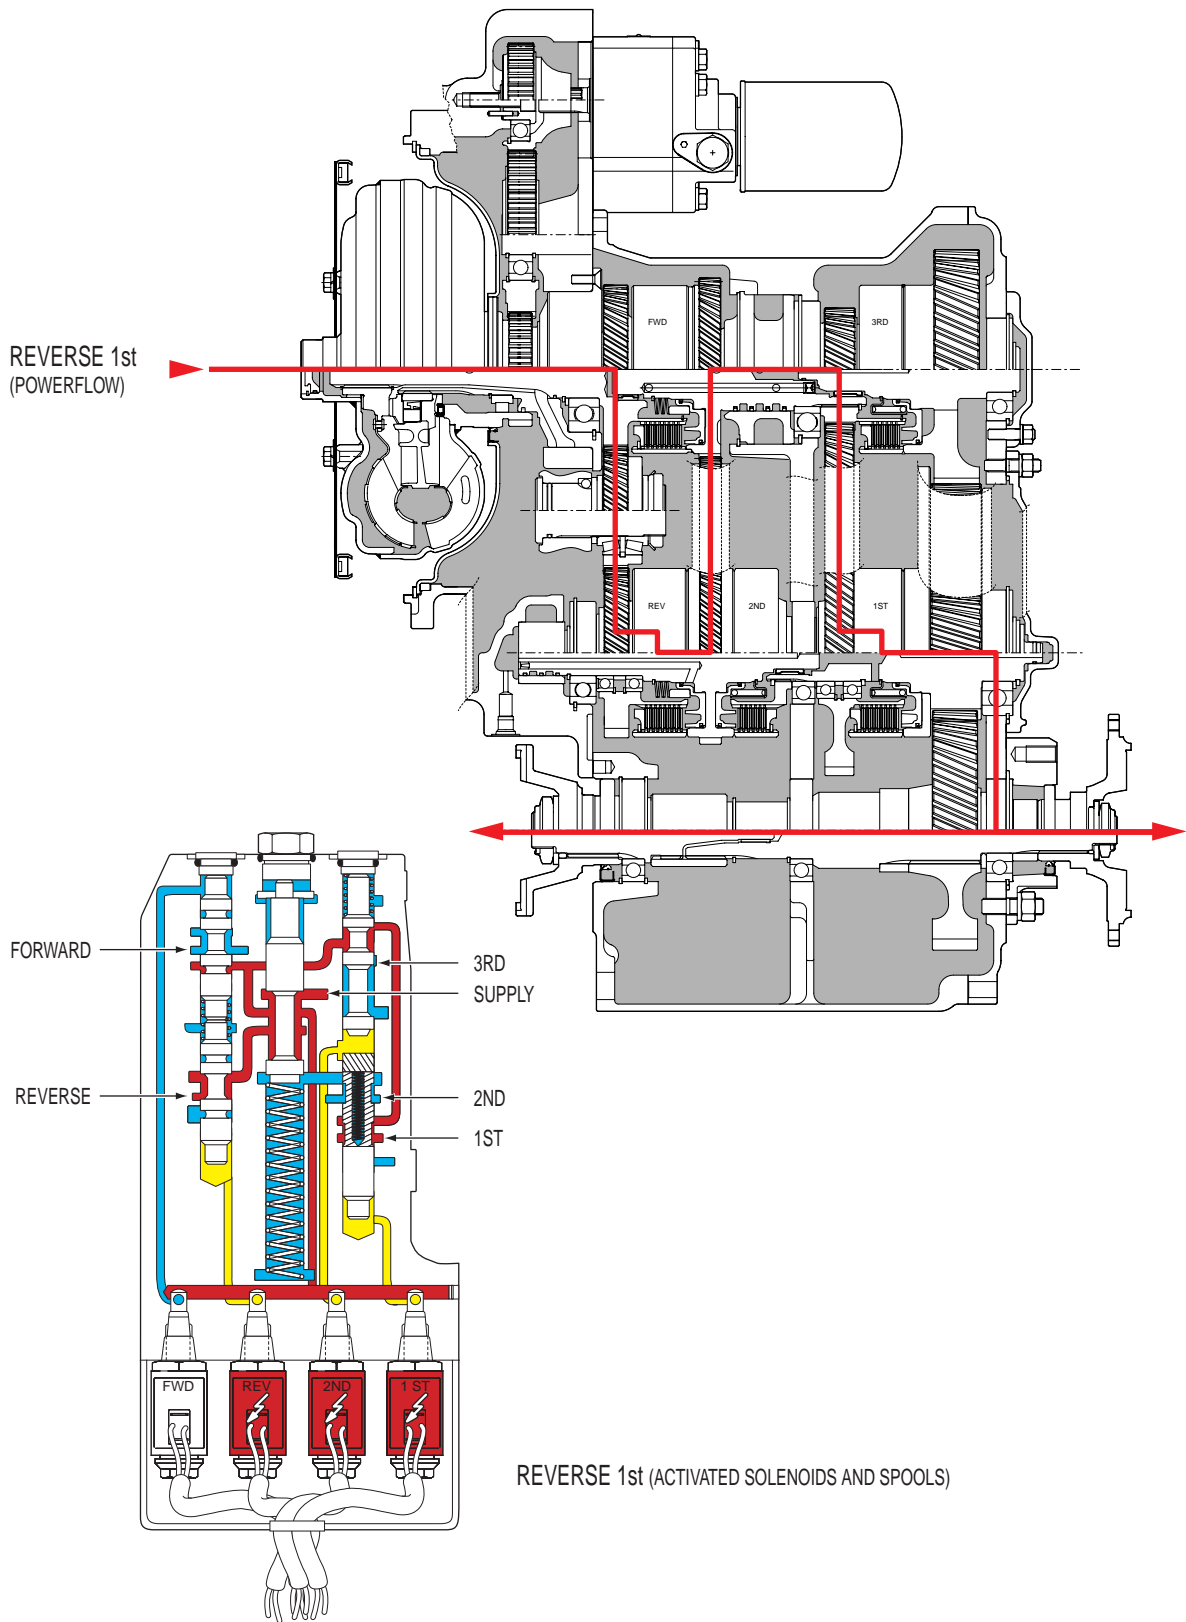 FWD
3RD
REVERSE 1st
(POWERFLOW)
REV
2ND
1ST
FORWARD
3RD
SUPPLY
REVERSE
2ND
1ST
FWD
REV
2ND
1 ST
REVERSE 1st (ACTIVATED SOLENOIDS AND SPOOLS)